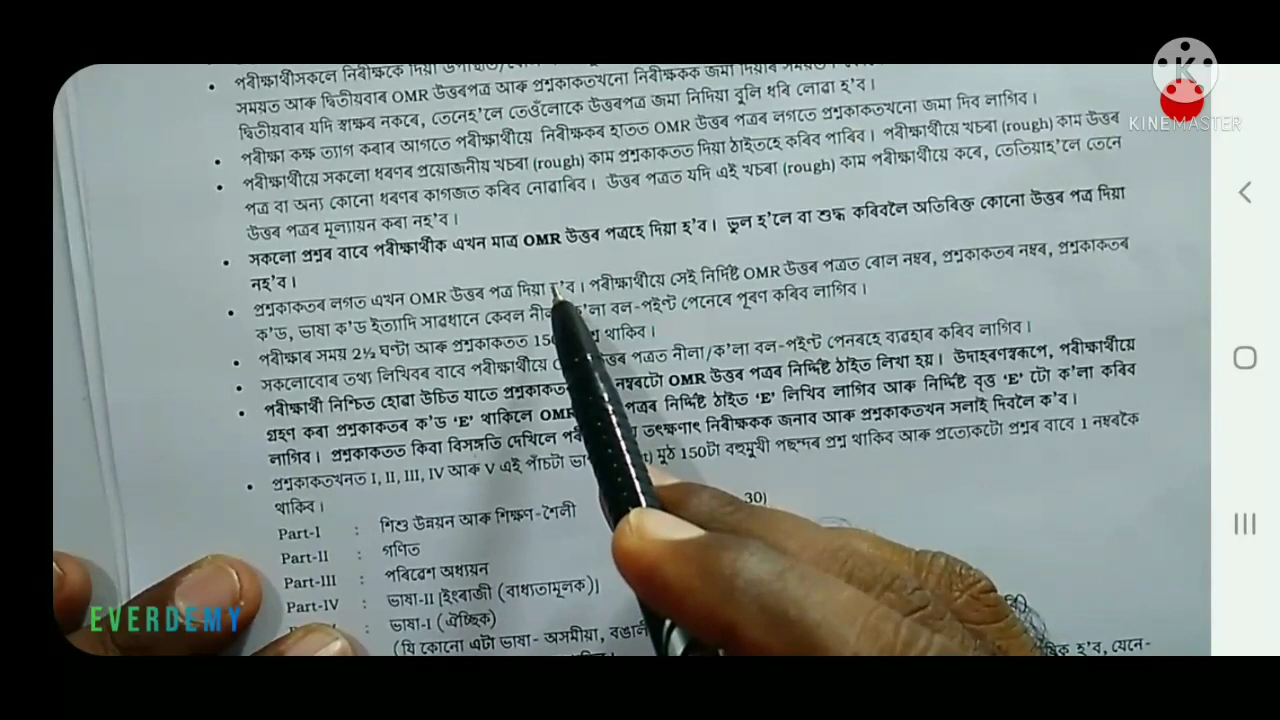 পৰীক্ষাৰ্থীসকলে নিৰীক্ষকে দিয়া
সময়ত আৰু দ্বিতীয়বাৰ OMR উত্তৰপত্ৰ আৰু প্ৰশ্নকাকতখনো নিৰীক্ষকক জমা দিয়াৰ সময়ত।
দ্বিতীয়বাৰ যদি স্বাক্ষৰ নকৰে, তেনেহ'লে তেওঁলোকে উত্তৰপত্ৰ জমা নিদিয়া বুলি ধৰি লোৱা হ'ব।
পৰীক্ষা কক্ষ ত্যাগ কৰাৰ আগতে পৰীক্ষাৰ্থীয়ে নিৰীক্ষকৰ হাতত OMR উত্তৰ পত্ৰৰ লগতে প্ৰশ্নকাকতখনো জমা দিব লাগিব।
পৰীক্ষাৰ্থীয়ে সকলো ধৰণৰ প্ৰয়োজনীয় খচৰা (rough) কাম প্ৰশ্নকাকতত দিয়া ঠাইতহে কৰিব পাৰিব। পৰীক্ষাৰ্থীয়ে খচৰা (rough) কাম উত্তৰ
পত্ৰ বা অন্য কোনো ধৰণৰ কাগজত কৰিব নোৱাৰিব। উত্তৰ পত্ৰত যদি এই খচৰা (rough) কাম পৰীক্ষাৰ্থীয়ে কৰে, তেতিয়াহ'লে তেনে
উত্তৰ পত্ৰৰ মূল্যায়ন কৰা নহ'ব।
সকলো প্ৰশ্নৰ বাবে পৰীক্ষাৰ্থীক এখন মাত্ৰ OMR উত্তৰ পত্ৰহে দিয়া হ'ব। ভুল হ'লে বা শুদ্ধ কৰিবলৈ অতিৰিক্ত কোনো উত্তৰ পত্ৰ দিয়া
নহ'ব।
প্ৰশ্নকাকতৰ লগত এখন OMR উত্তৰ পত্ৰ দিয়া হ'ব। পৰীক্ষাৰ্থীয়ে সেই নিৰ্দিষ্ট OMR উত্তৰ পত্ৰত ৰোল নম্বৰ, প্ৰশ্নকাকতৰ নম্বৰ, প্ৰশ্নকাকতৰ
ক'ড, ভাষা ক'ড ইত্যাদি সাৱধানে কেৱল ক'লা বল-পইণ্ট পেনেৰে পূৰণ কৰিব লাগিব।
পৰীক্ষাৰ সময় 2½ ঘণ্টা আৰু প্ৰশ্নকাকতত থাকিব।
সকলোবোৰ তথ্য লিখিবৰ বাবে পৰীক্ষাৰ্থীয়ে উত্তৰ পত্ৰত নীলা/ক'লা বল-পইণ্ট পেনৰহে ব্যৱহাৰ কৰিব লাগিব।
পৰীক্ষাৰ্থী নিশ্চিত হোৱা উচিত যাতে নম্বৰটো OMR উত্তৰ পত্ৰৰ নিৰ্দ্দিষ্ট ঠাইত লিখা হয়। উদাহৰণস্বৰূপে, পৰীক্ষাৰ্থীয়ে
গ্ৰহণ কৰা প্ৰশ্নকাকতৰ ক'ড 'E' থাকিলে OMR পত্ৰৰ নিৰ্দ্দিষ্ট ঠাইত 'E' লিখিব লাগিব আৰু নিৰ্দ্দিষ্ট বৃত্ত 'E' টো ক'লা কৰিব
লাগিব। প্ৰশ্নকাকতত কিবা বিসঙ্গতি দেখিলে তৎক্ষণাৎ নিৰীক্ষকক জনাব আৰু প্ৰশ্নকাকতখন সলাই দিবলৈ ক'ব।
প্ৰশ্নকাকতখনত I, II, III, IV আৰু V এই পাঁচটা মুঠ 150টা বহুমুখী পছন্দৰ প্ৰশ্ন থাকিব আৰু প্ৰত্যেকটো প্ৰশ্নৰ বাবে 1 নম্বৰকৈ
থাকিব।
30)
Part-I : শিশু উন্নয়ন আৰু শিক্ষণ-শৈলী
Part-II : গণিত
Part-III : পৰিৱেশ অধ্যয়ন
Part-IV : ভাষা-II [ইংৰাজী (বাধ্যতামূলক)]
: ভাষা-I (ঐচ্ছিক)
(যি কোনো এটা ভাষা- অসমীয়া, হ'ব, যেনে-
EVERDEMY
KINEMASTER